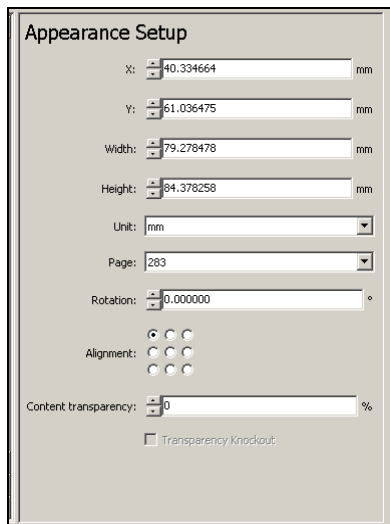 Appearance Setup
X: 40.334664 mm
Y: 61.036475 mm
Width: 79.278478 mm
Height: 84.378258 mm
Unit: mm
Page: 283
Rotation: 0.000000 °
Alignment:
Content transparency: 0 %
Transparency Knockout